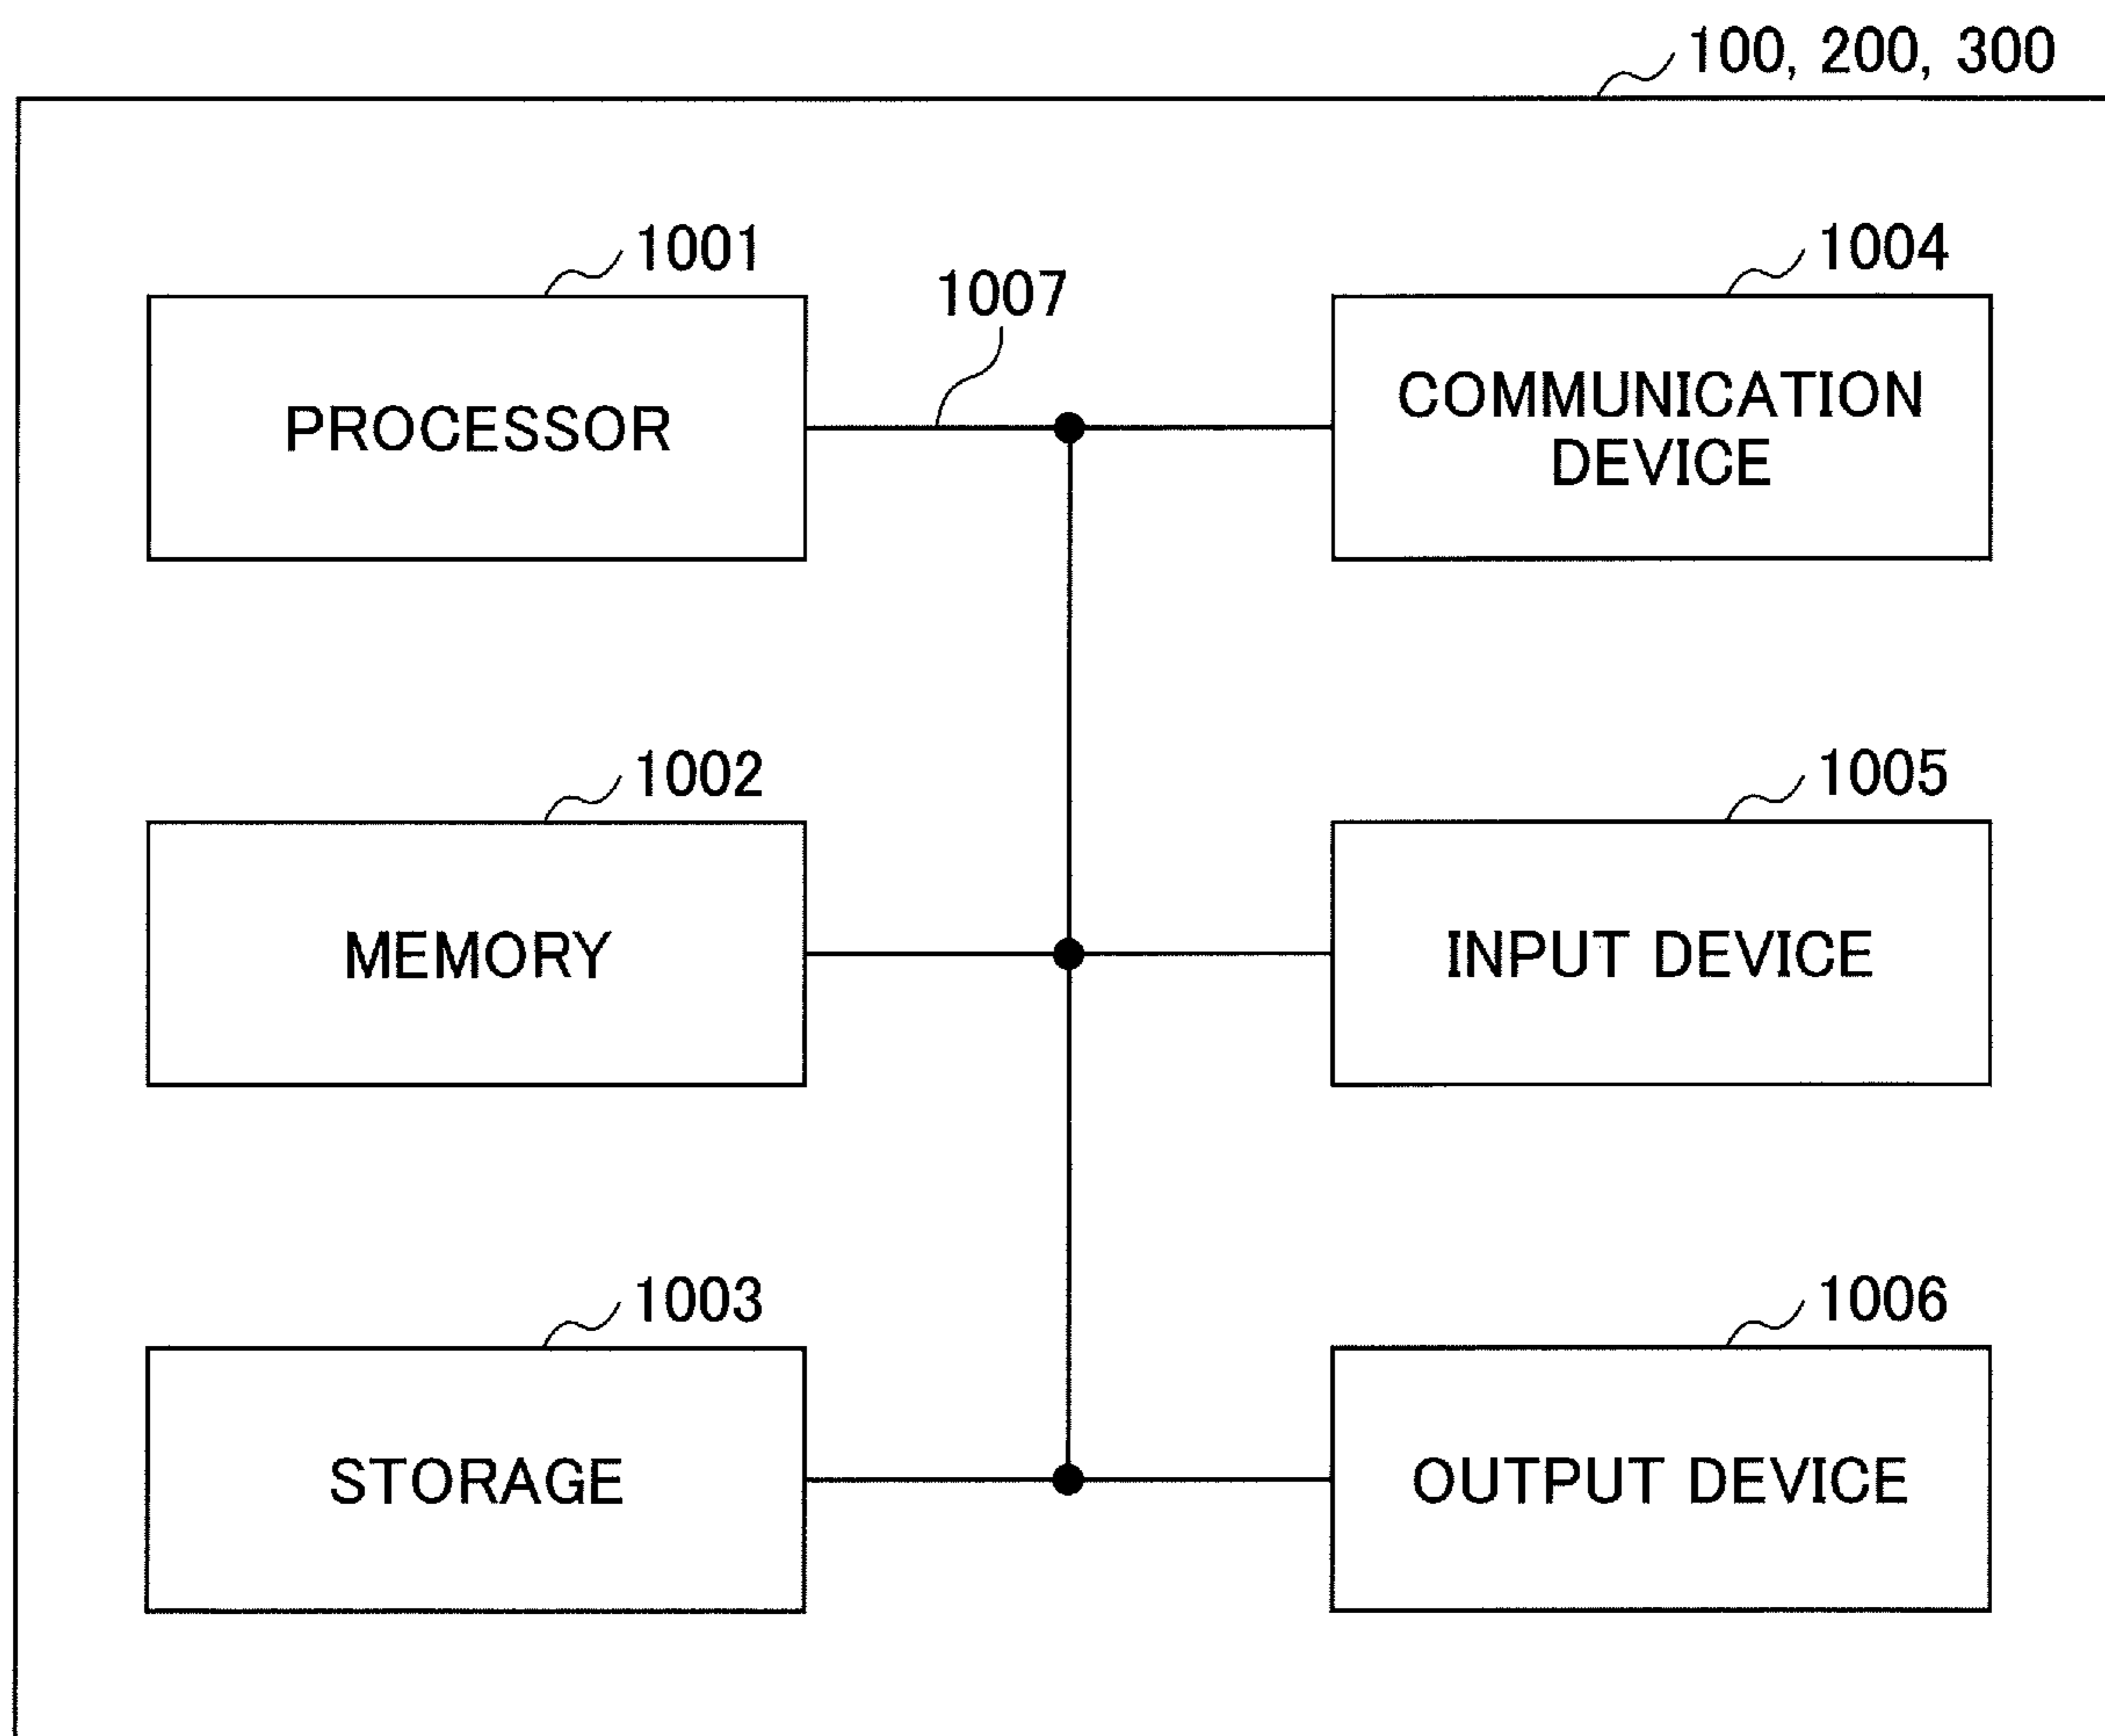 100, 200, 300
1001
1007
1004
PROCESSOR
COMMUNICATION
DEVICE
1002
1005
MEMORY
INPUT DEVICE
1003
1006
STORAGE
OUTPUT DEVICE